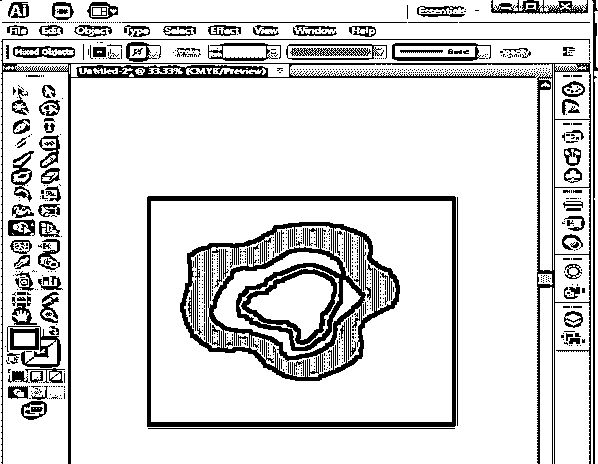 Ai
Essentials
File Edit Object Type Select Effect View Window Help
Mixed Objects Basic
Untitled-2* @ 33.33% (CMYK/Preview)